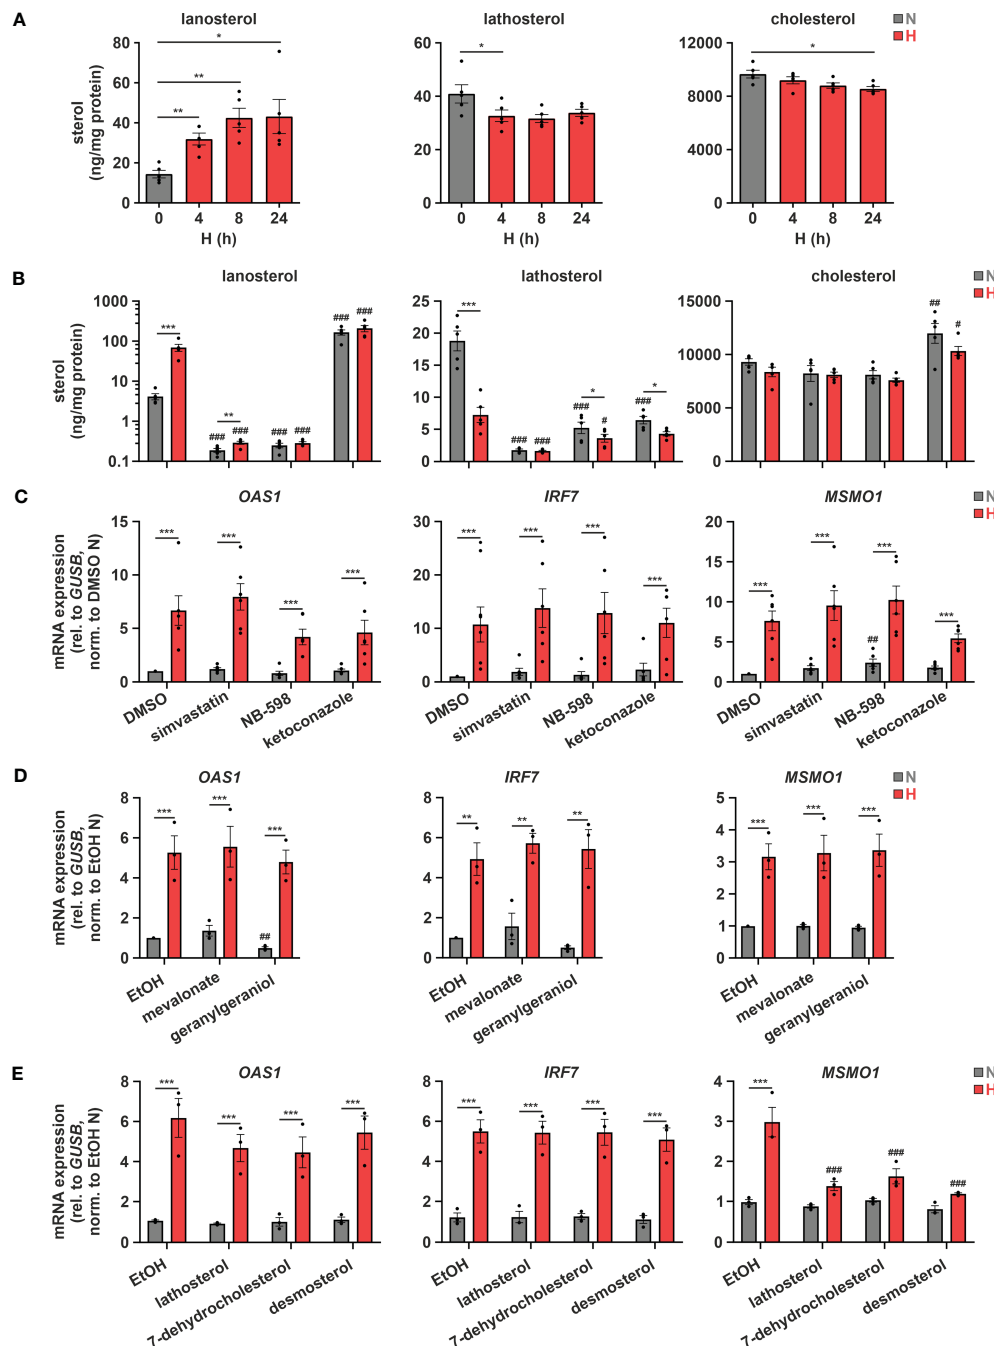 A
lanosterol
lathosterol
cholesterol
N
H
sterol
(ng/mg protein)
80
60
40
20
0
60
40
20
0
12000
9000
6000
3000
0
*
**
**
*
*
0 4 8 24
0 4 8 24
0 4 8 24
H (h)
H (h)
H (h)
B
lanosterol
lathosterol
cholesterol
N
H
sterol
(ng/mg protein)
1000
100
10
1
0.1
25
20
15
10
5
0
15000
10000
5000
0
***
###
**
###
###
###
###
###
***
###
###
###
*
#
###
*
##
#
C
OAS1
IRF7
MSMO1
N
H
mRNA expression
(rel. to GUSB,
norm. to DMSO N)
15
10
5
0
30
20
10
0
20
15
10
5
0
***
***
***
***
***
***
***
***
***
***
***
##
***
DMSO
simvastatin
NB-598
ketoconazole
DMSO
simvastatin
NB-598
ketoconazole
DMSO
simvastatin
NB-598
ketoconazole
D
OAS1
IRF7
MSMO1
N
H
mRNA expression
(rel. to GUSB,
norm. to EtOH N)
8
6
4
2
0
8
6
4
2
0
5
4
3
2
1
0
***
***
***
##
**
**
**
***
***
***
EtOH
mevalonate
geranylgeraniol
EtOH
mevalonate
geranylgeraniol
EtOH
mevalonate
geranylgeraniol
E
OAS1
IRF7
MSMO1
N
H
mRNA expression
(rel. to GUSB,
norm. to EtOH N)
8
6
4
2
0
8
6
4
2
0
4
3
2
1
0
***
***
***
***
***
***
***
***
***
###
###
###
EtOH
lathosterol
7-dehydrocholesterol
desmosterol
EtOH
lathosterol
7-dehydrocholesterol
desmosterol
EtOH
lathosterol
7-dehydrocholesterol
desmosterol